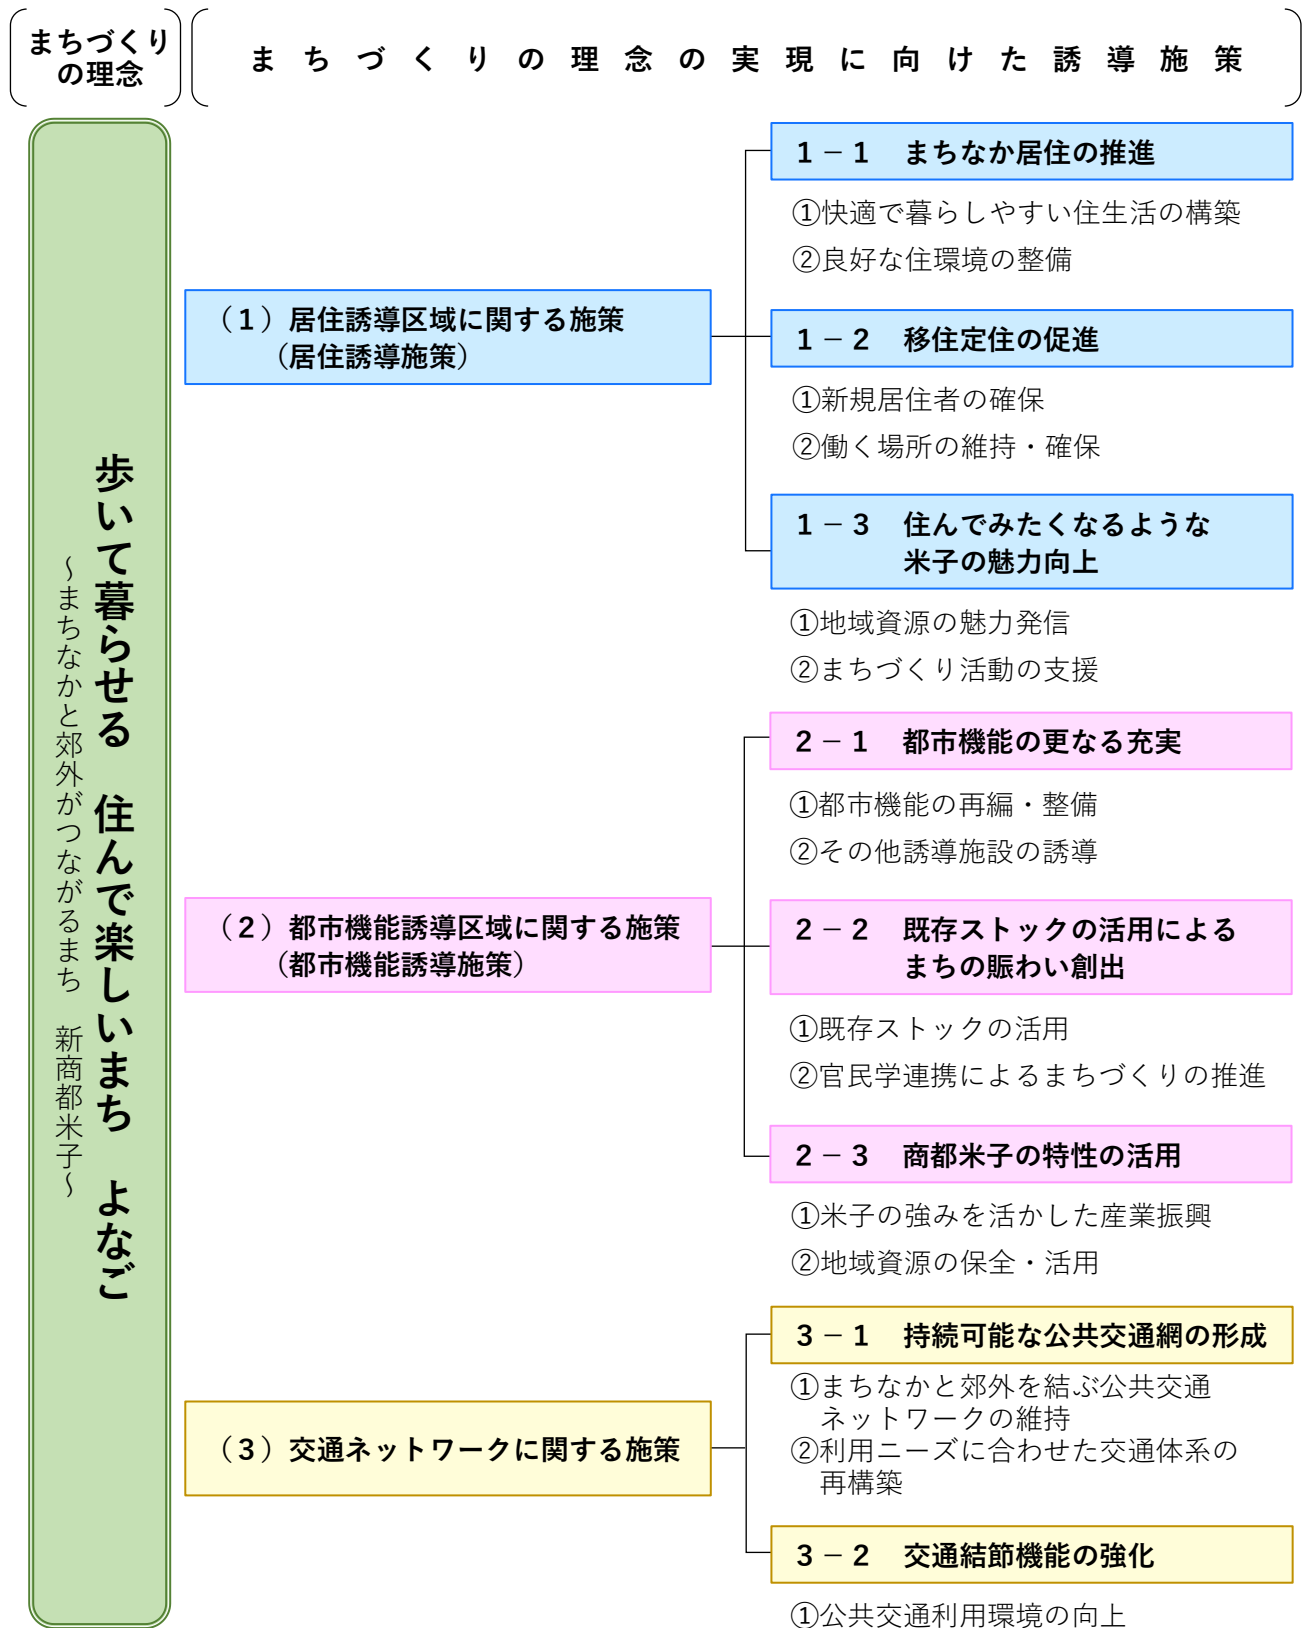 まちづくり
の理念
まちづくりの理念の実現に向けた誘導施策
歩いて暮らせる　住んで楽しいまち　よなご
～まちなかと郊外がつながるまち　新商都米子～
（１）居住誘導区域に関する施策
（居住誘導施策）
１－１　まちなか居住の推進
①快適で暮らしやすい住生活の構築
②良好な住環境の整備
１－２　移住定住の促進
①新規居住者の確保
②働く場所の維持・確保
１－３　住んでみたくなるような
米子の魅力向上
①地域資源の魅力発信
②まちづくり活動の支援
（２）都市機能誘導区域に関する施策
（都市機能誘導施策）
２－１　都市機能の更なる充実
①都市機能の再編・整備
②その他誘導施設の誘導
２－２　既存ストックの活用による
まちの賑わい創出
①既存ストックの活用
②官民学連携によるまちづくりの推進
２－３　商都米子の特性の活用
①米子の強みを活かした産業振興
②地域資源の保全・活用
（３）交通ネットワークに関する施策
３－１　持続可能な公共交通網の形成
①まちなかと郊外を結ぶ公共交通
ネットワークの維持
②利用ニーズに合わせた交通体系の
再構築
３－２　交通結節機能の強化
①公共交通利用環境の向上